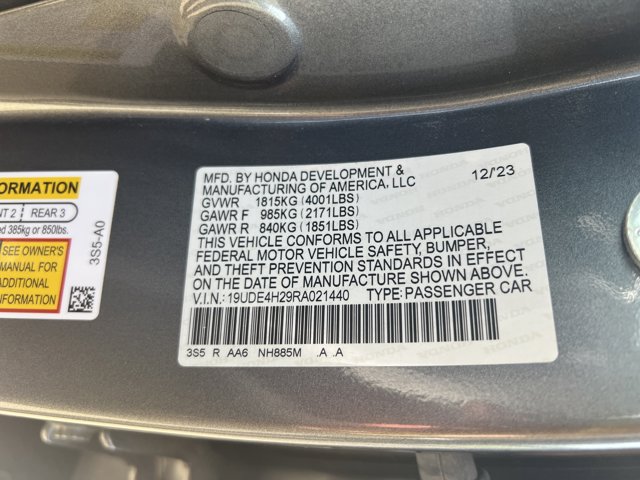 FORMATION
NT 2 REAR 3
ed 385kg or 850lbs.
SEE OWNER'S
MANUAL FOR
ADDITIONAL
INFORMATION
3S5-A0
MFD. BY HONDA DEVELOPMENT & 12/23
MANUFACTURING OF AMERICA, LLC
GVWR 1815KG (4001LBS)
GAWR F 985KG (2171LBS)
GAWR R 840KG (1851LBS)
THIS VEHICLE CONFORMS TO ALL APPLICABLE
FEDERAL MOTOR VEHICLE SAFETY, BUMPER,
AND THEFT PREVENTION STANDARDS IN EFFECT
ON THE DATE OF MANUFACTURE SHOWN ABOVE.
V.I.N.: 19UDE4H29RA021440 TYPE: PASSENGER CAR
3S5 R AA6 NH885M .A .A